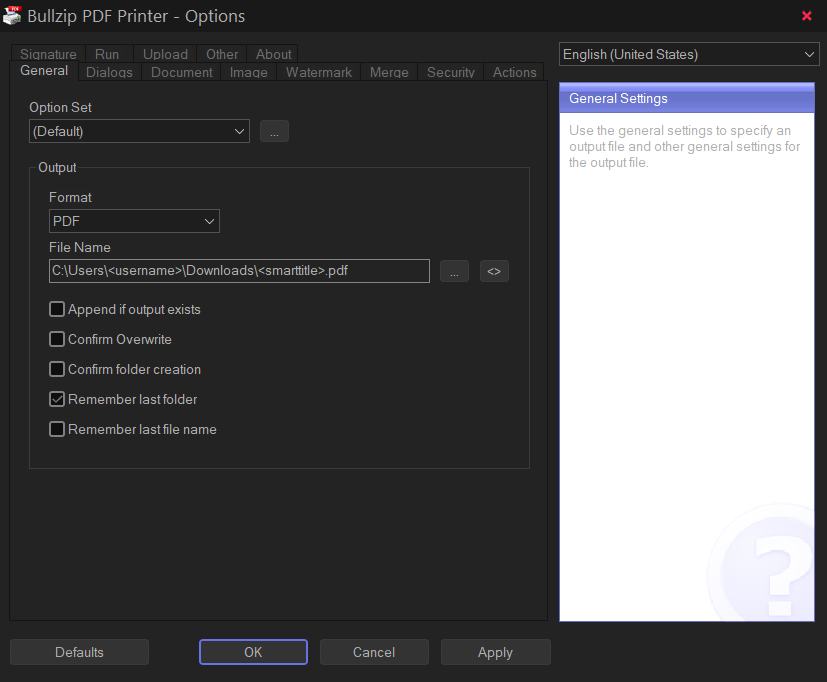 Bullzip PDF Printer - Options
Signature Run Upload Other About
General Dialogs Document Image Watermark Merge Security Actions
Option Set
(Default)
...
Output
Format
PDF
File Name
C:\Users\<username>\Downloads\<smarttitle>.pdf
...
<>
Append if output exists
Confirm Overwrite
Confirm folder creation
Remember last folder
Remember last file name
English (United States)
General Settings
Use the general settings to specify an
output file and other general settings for
the output file.
Defaults OK Cancel Apply